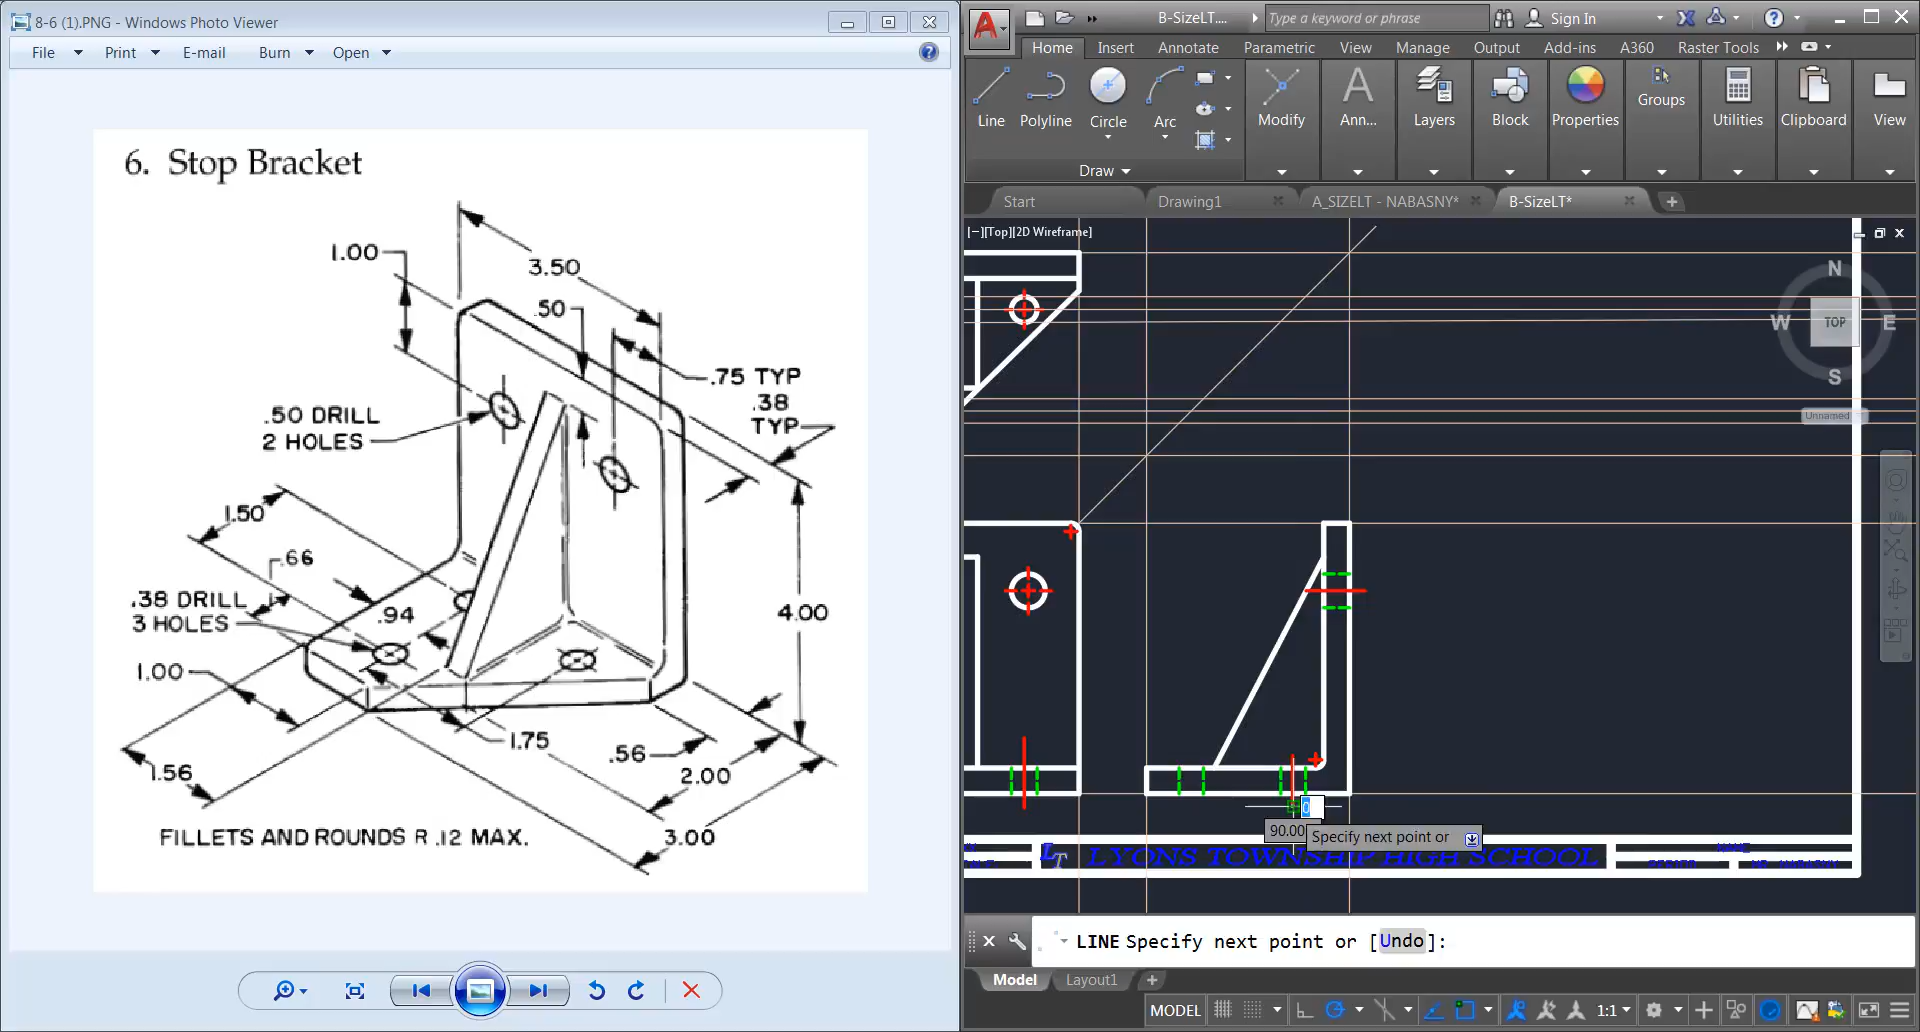 8-6 (1).PNG - Windows Photo Viewer
File Print E-mail Burn Open
6. Stop Bracket
1.00
3.50
.50
.75 TYP
.38
TYP
.50 DRILL
2 HOLES
1.50
.66
.38 DRILL
3 HOLES
.94
4.00
1.00
1.75
.56
2.00
1.56
3.00
FILLETS AND ROUNDS R .12 MAX.
B-SizeLT....
Type a keyword or phrase
Sign In
Home Insert Annotate Parametric View Manage Output Add-ins A360 Raster Tools
Line Polyline Circle Arc
Modify
Ann...
Layers
Block
Properties
Groups
Utilities
Clipboard
View
Draw
Start Drawing1 A_SIZELT - NABASNY* B-SizeLT*
[−][Top][2D Wireframe]
N
W TOP E
S
Unnamed
0
90.00
Specify next point or
LT LYONS TOWNSHIP HIGH SCHOOL
NAME
LINE Specify next point or [Undo]:
Model Layout1
MODEL 1:1